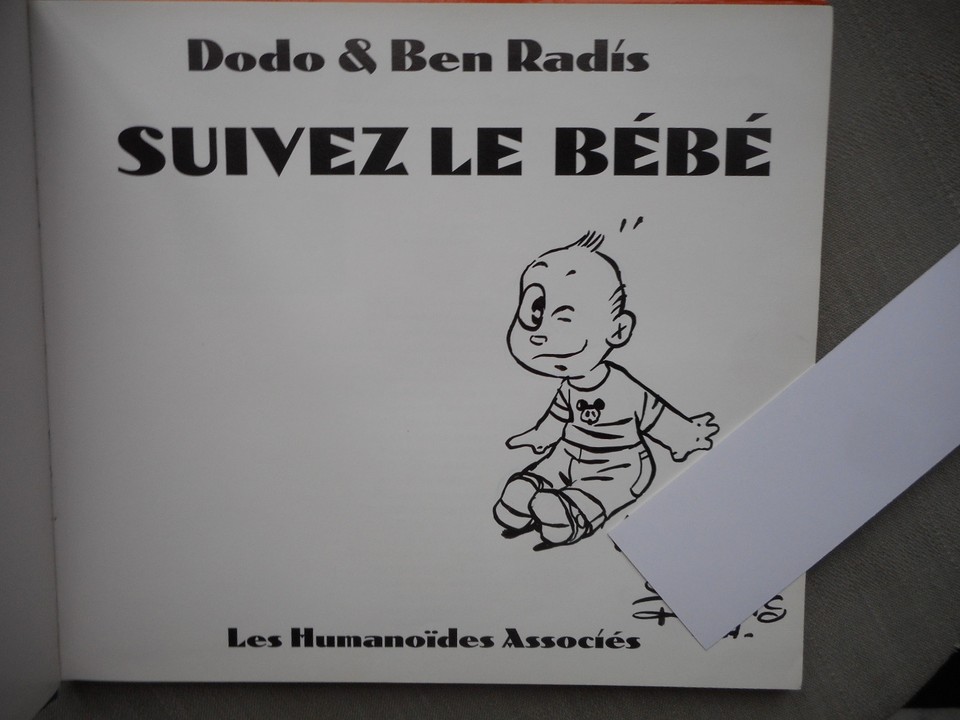 Dodo & Ben Radís
SUIVEZ LE BÉBÉ
Les Humanoïdes Associés